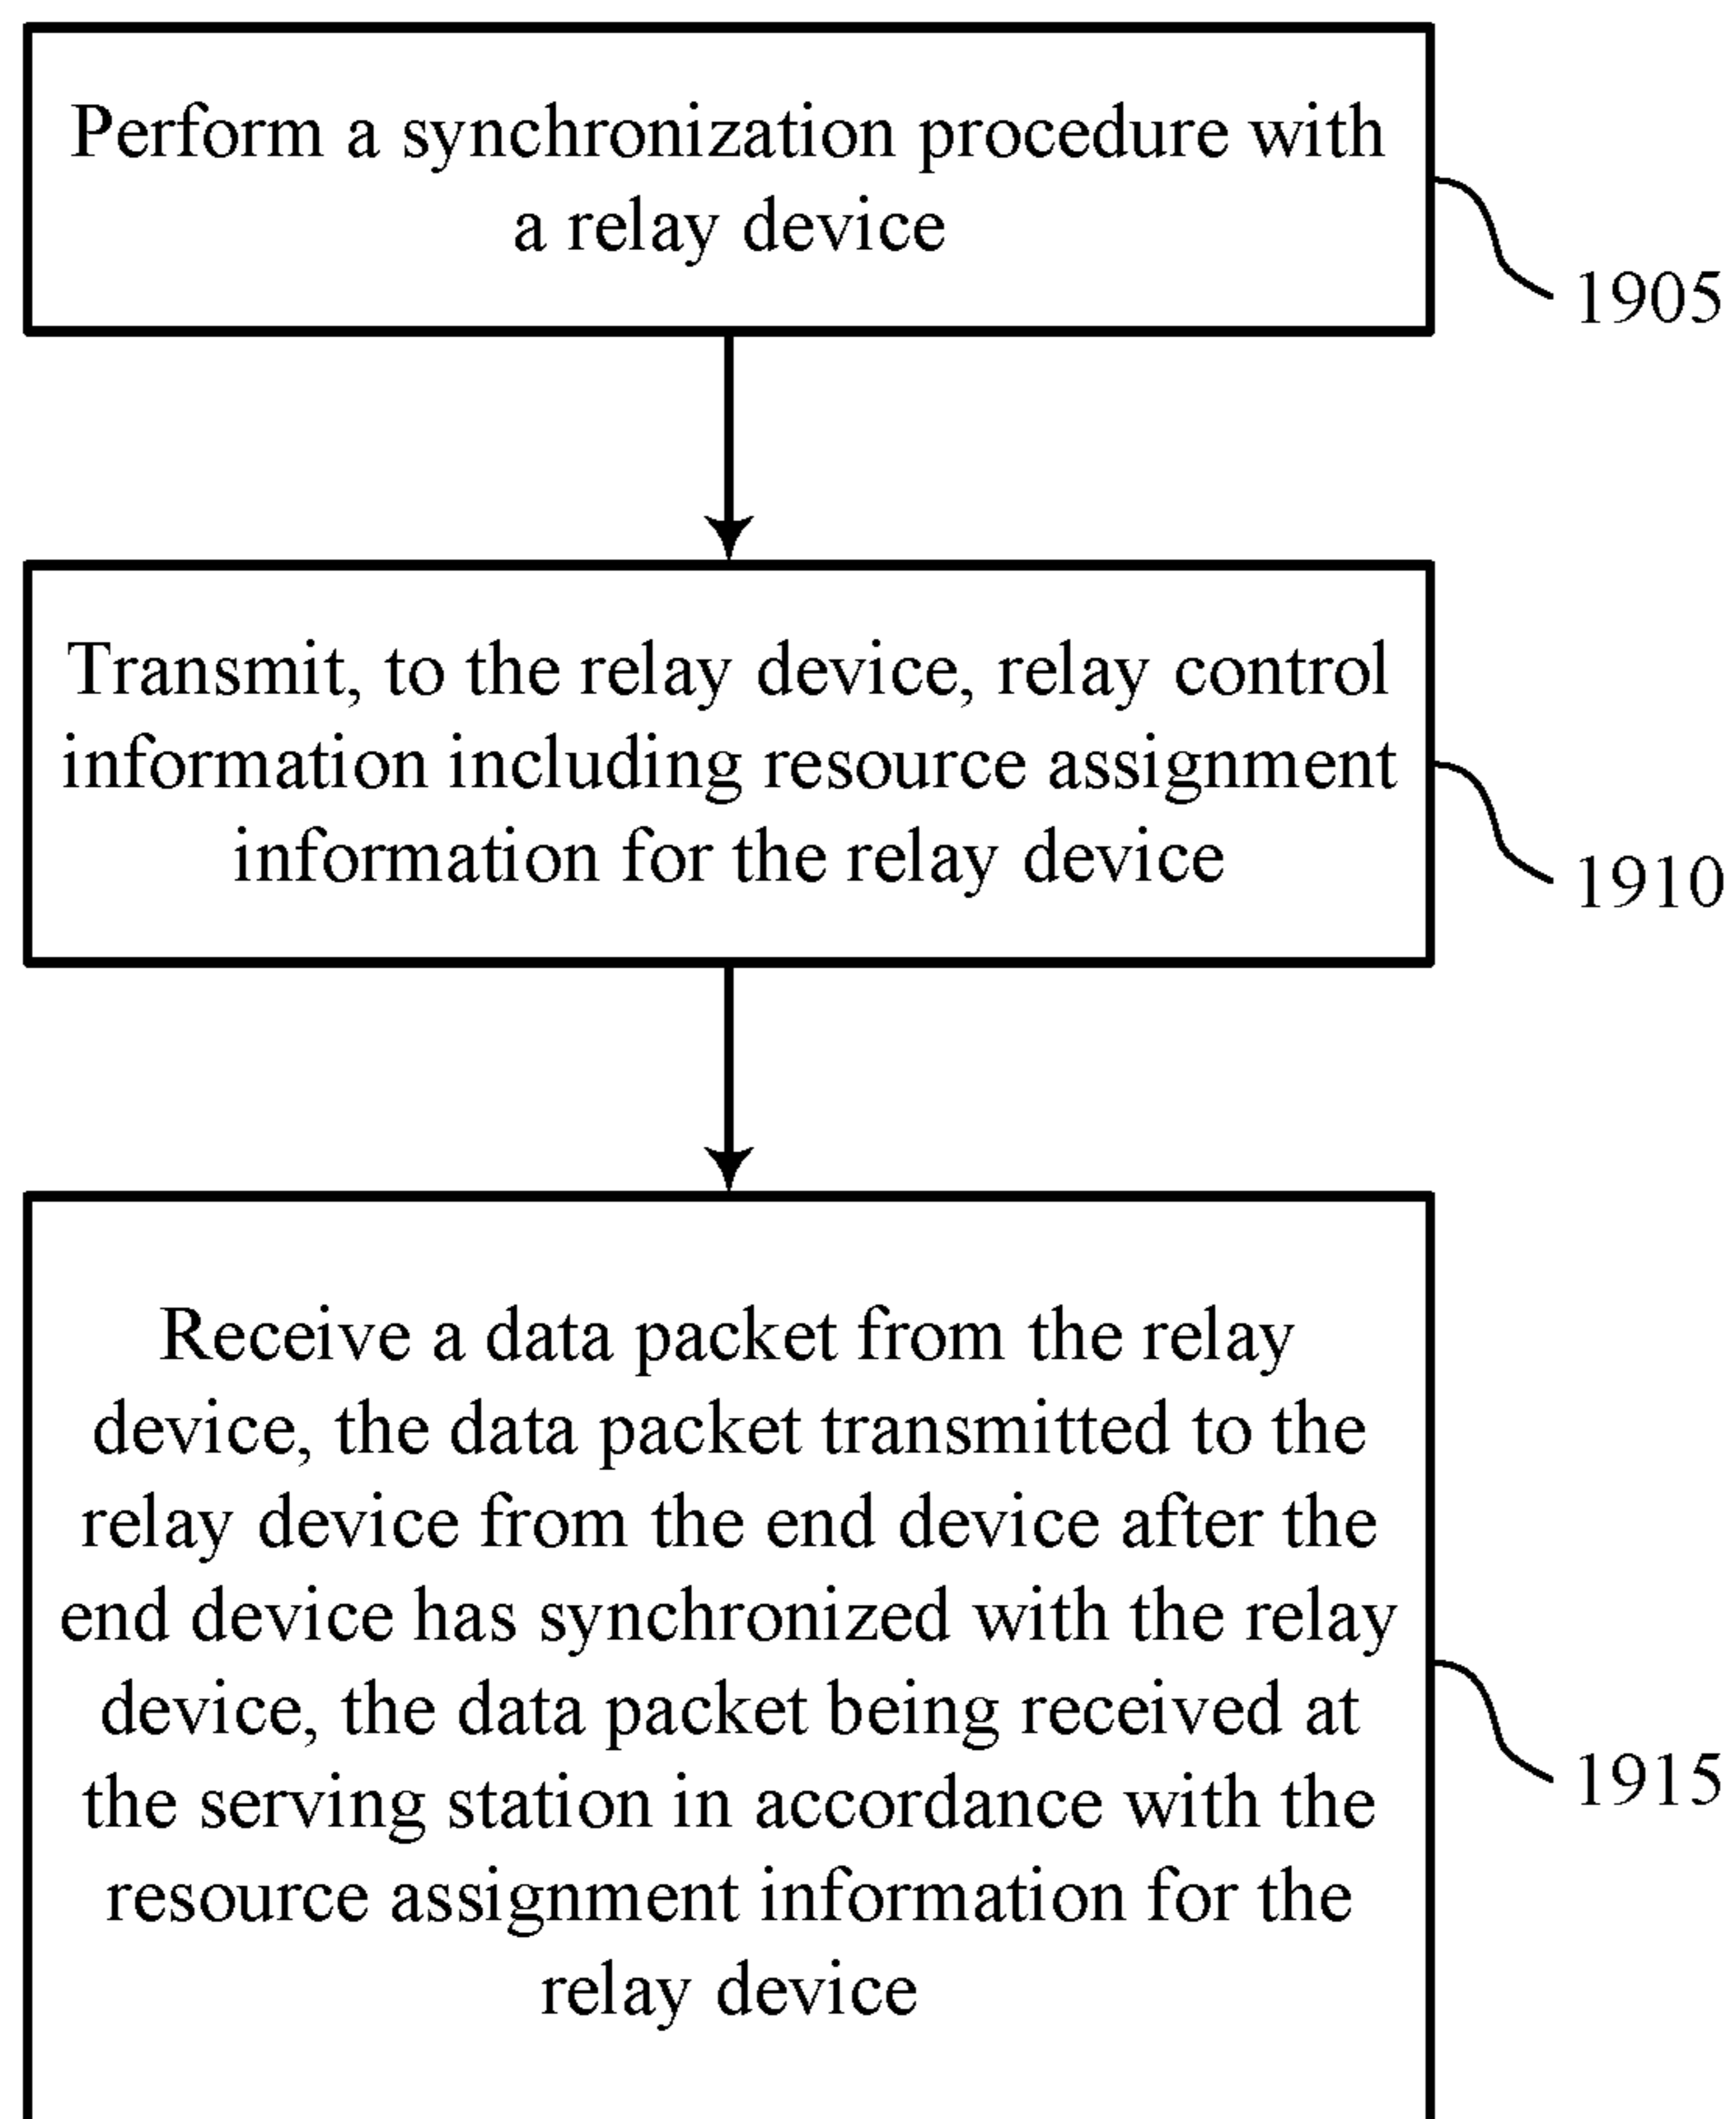 Perform a synchronization procedure with
a relay device
1905
Transmit, to the relay device, relay control
information including resource assignment
information for the relay device
1910
Receive a data packet from the relay
device, the data packet transmitted to the
relay device from the end device after the
end device has synchronized with the relay
device, the data packet being received at
the serving station in accordance with the
resource assignment information for the
relay device
1915